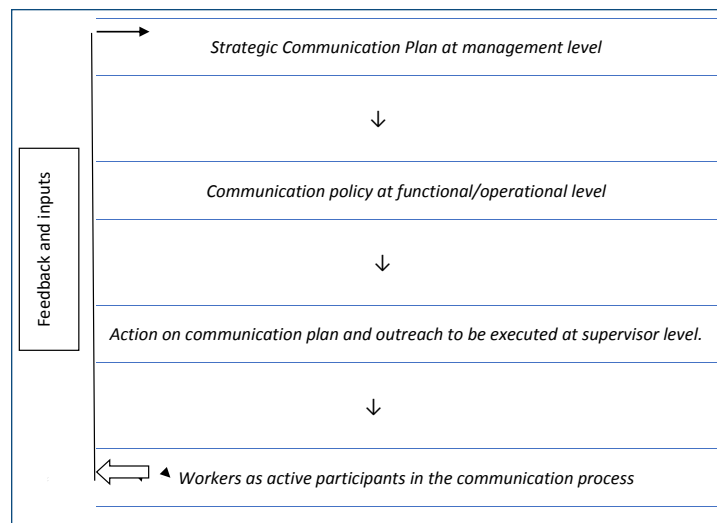 Strategic Communication Plan at management level
Communication policy at functional/operational level
Feedback and inputs
Action on communication plan and outreach to be executed at supervisor level.
Workers as active participants in the communication process